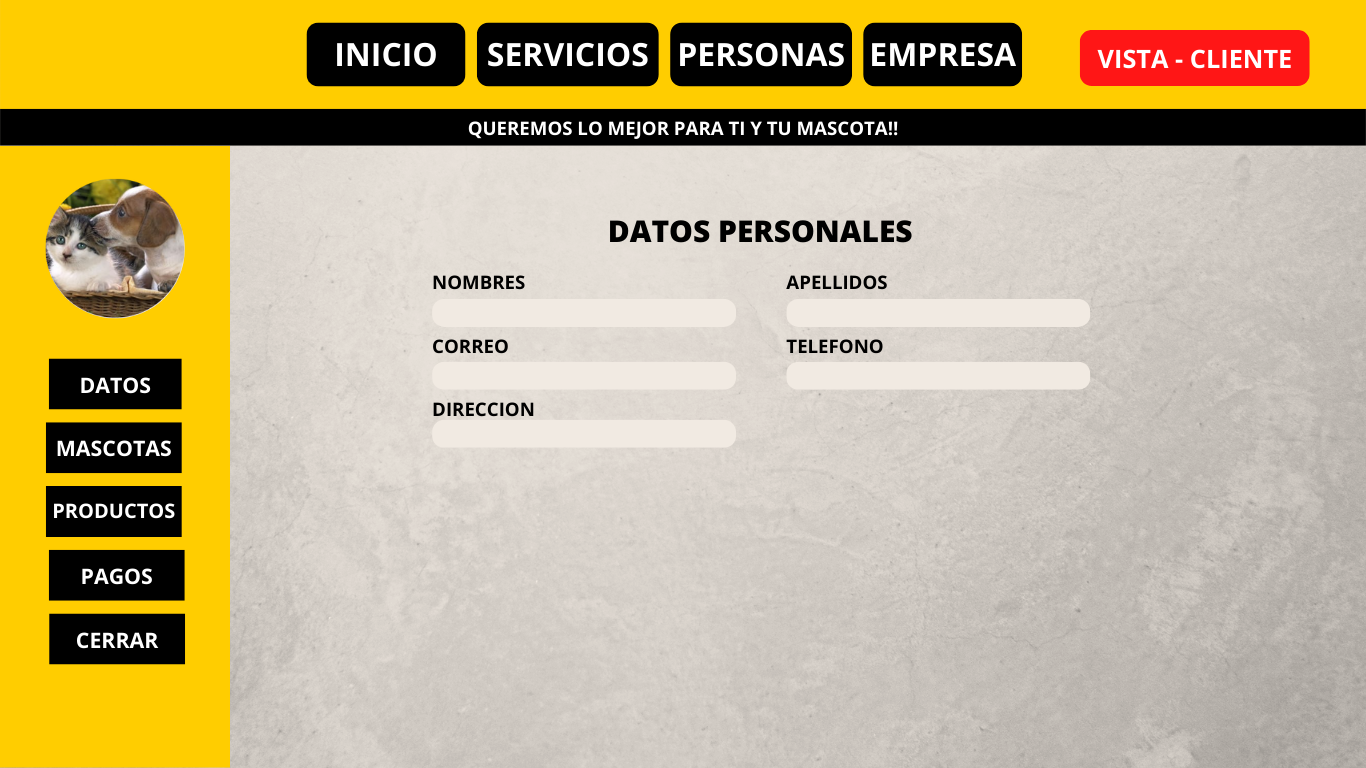 INICIO
SERVICIOS
PERSONAS
EMPRESA
VISTA - CLIENTE
QUEREMOS LO MEJOR PARA TI Y TU MASCOTA!!
DATOS
MASCOTAS
PRODUCTOS
PAGOS
CERRAR
DATOS PERSONALES
NOMBRES
APELLIDOS
CORREO
TELEFONO
DIRECCION